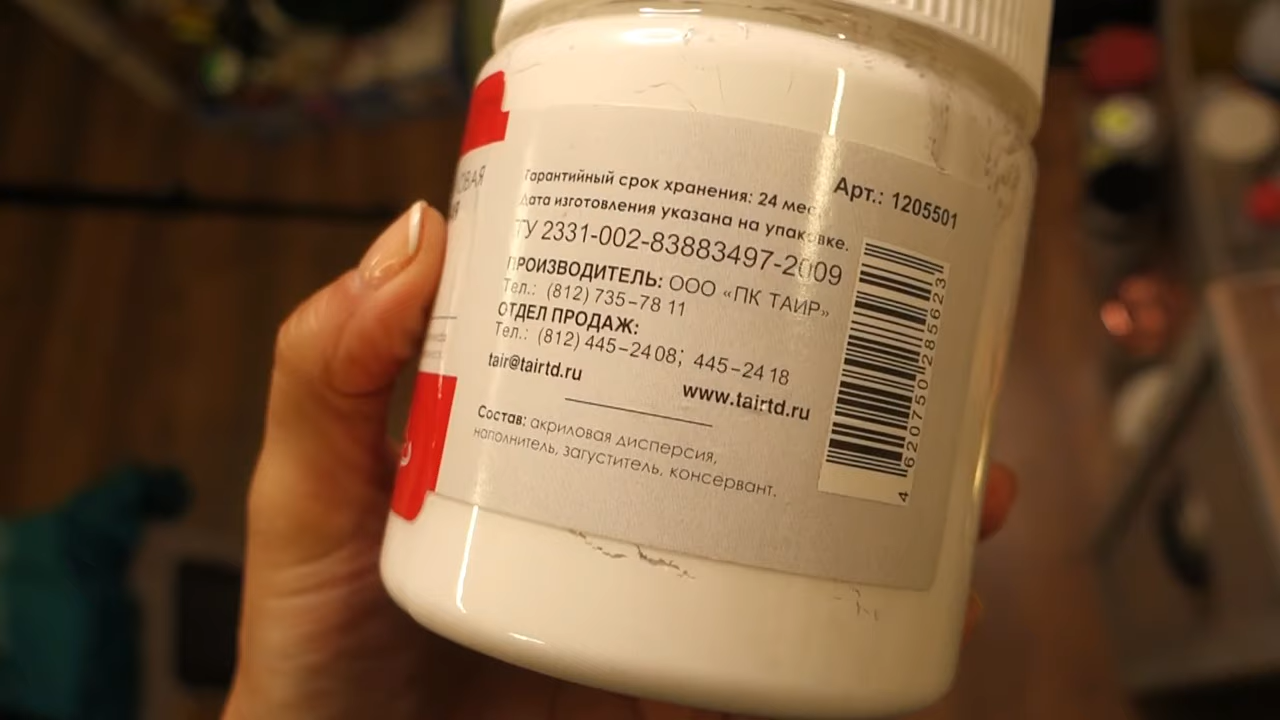 ОВАЯ
Гарантийный срок хранения: 24 мес
Дата изготовления указана на упаковке.
ТУ 2331-002-83883497-2009
ПРОИЗВОДИТЕЛЬ: ООО «ПК ТАИР»
Тел.: (812) 735-78 11
ОТДЕЛ ПРОДАЖ:
Тел.: (812) 445-24 08; 445-24 18
tair@tairtd.ru
www.tairtd.ru
Состав: акриловая дисперсия,
наполнитель, загуститель, консервант.
Арт.: 1205501
4 620750 285623